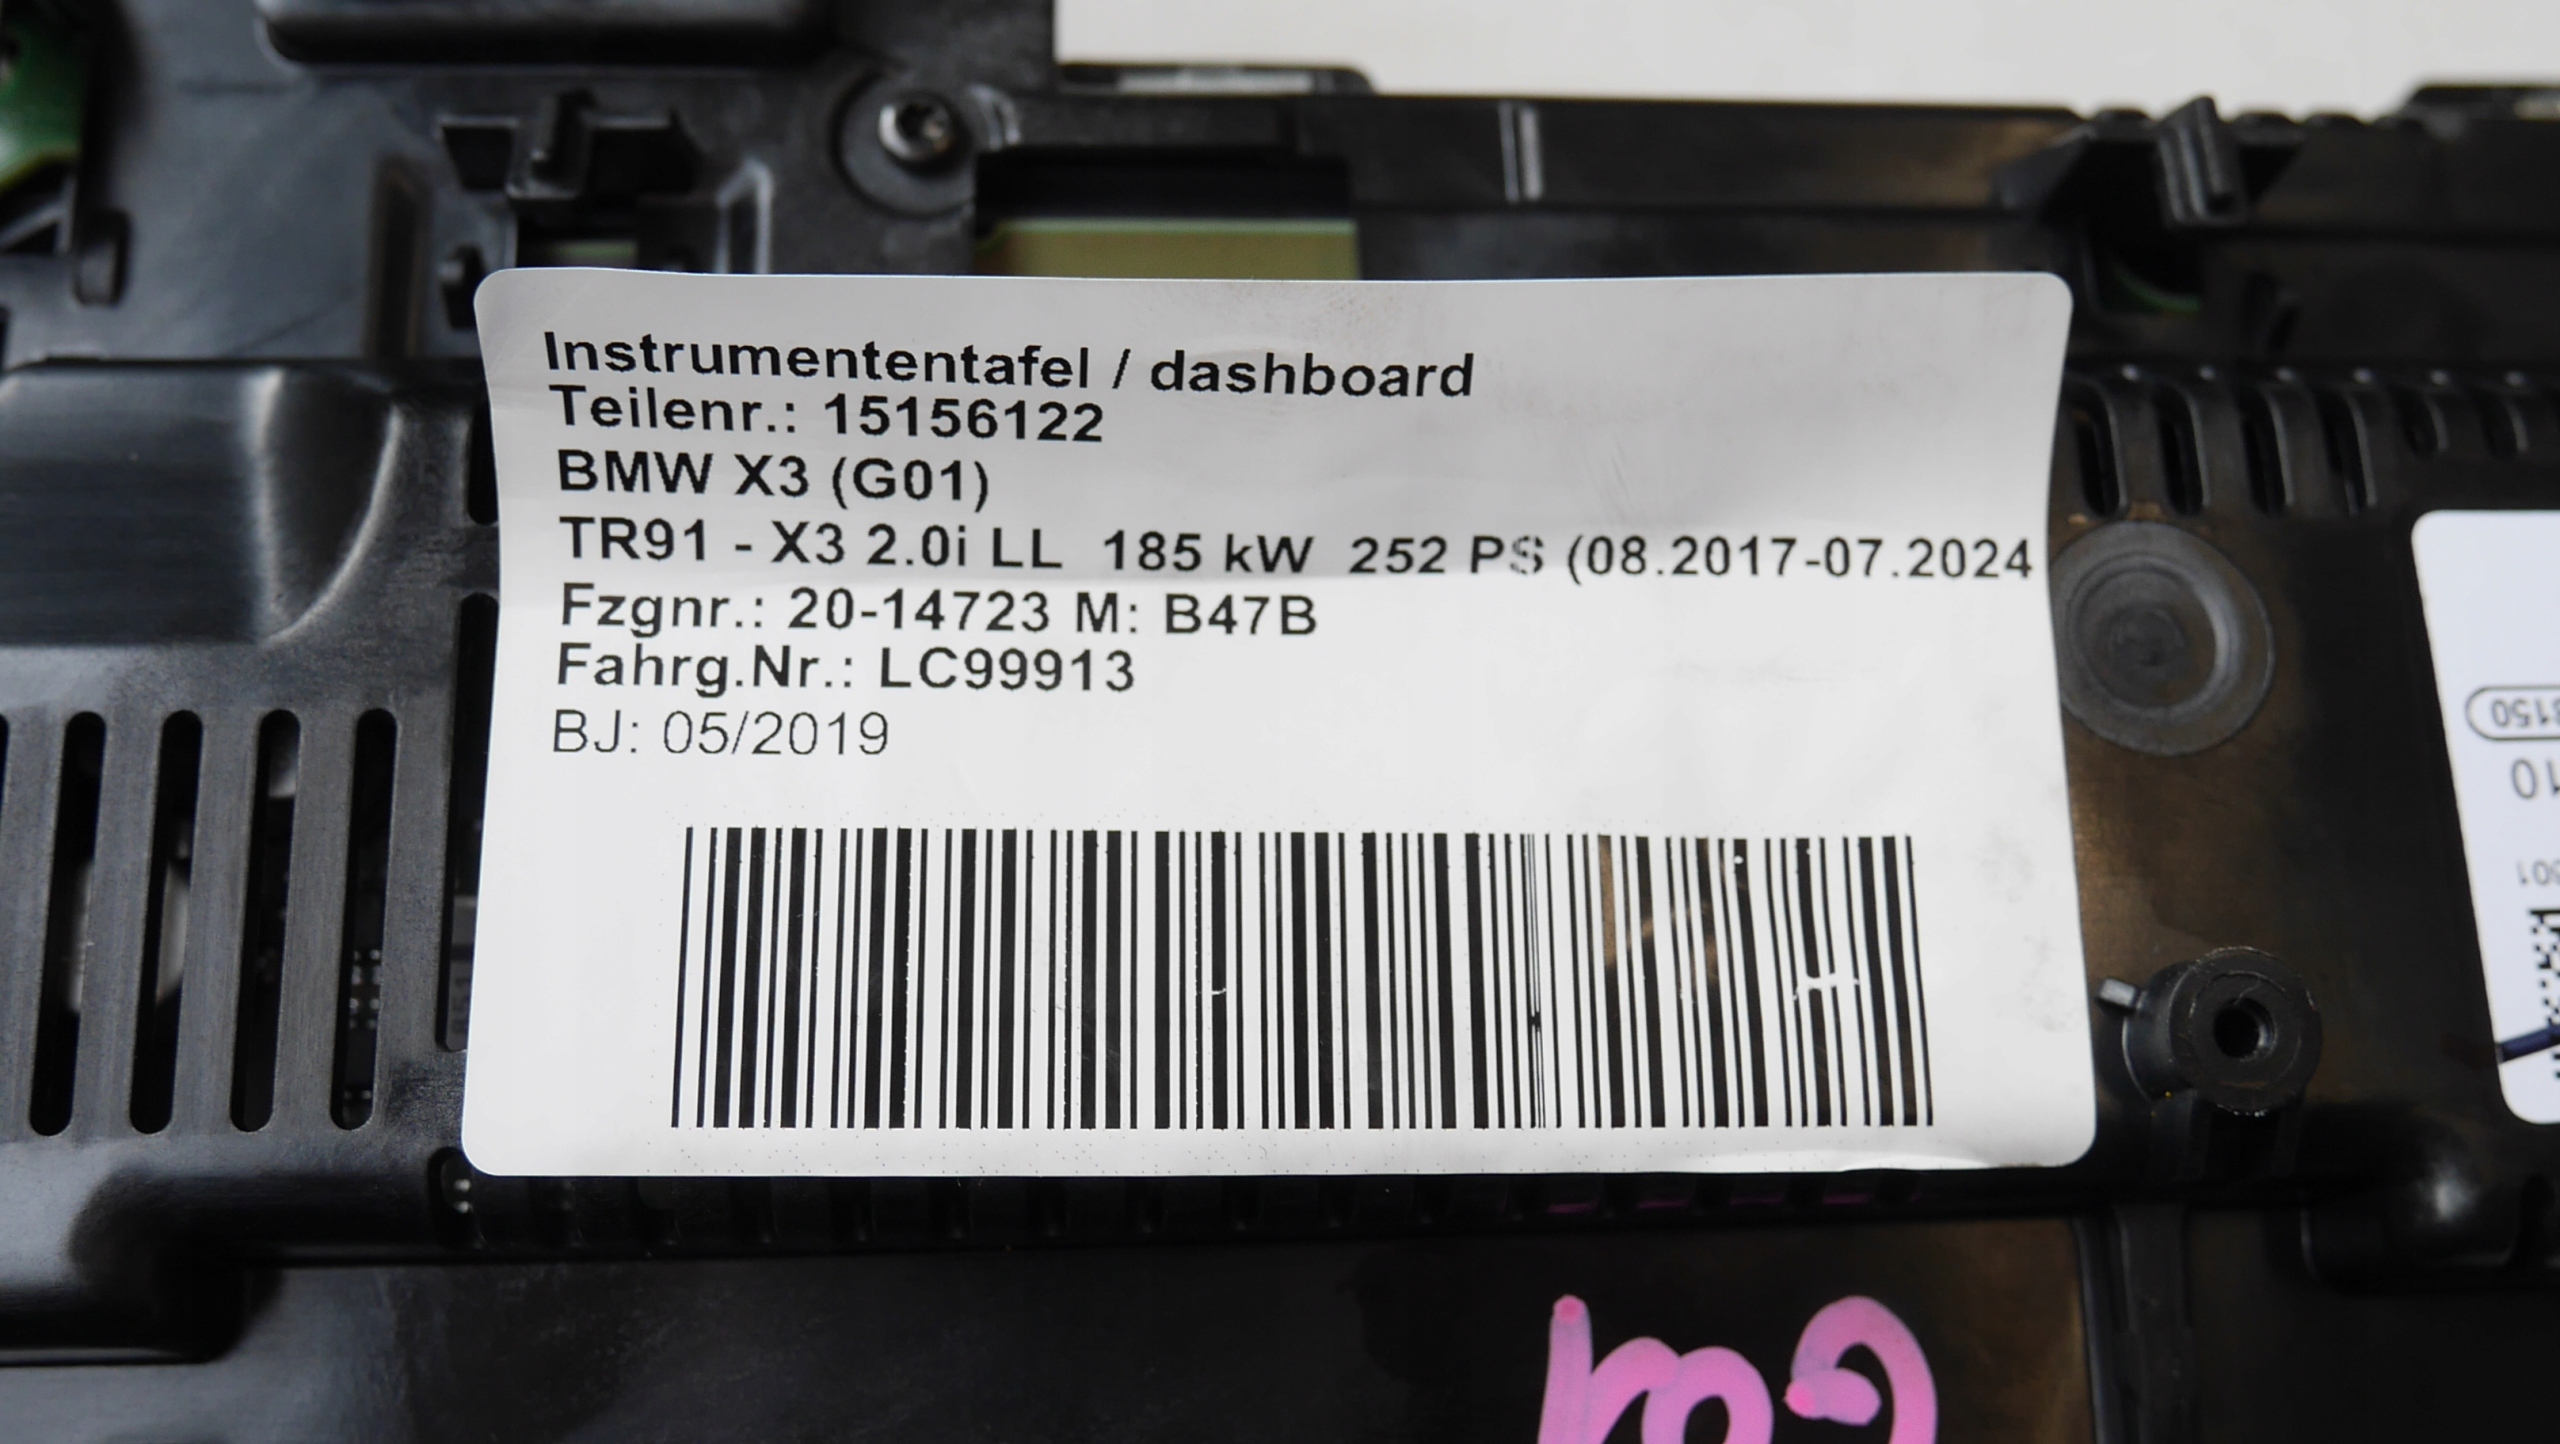 Instrumententafel / dashboard
Teilenr.: 15156122
BMW X3 (G01)
TR91 - X3 2.0i LL 185 kW 252 PS (08.2017-07.2024
Fzgnr.: 20-14723 M: B47B
Fahrg.Nr.: LC99913
BJ: 05/2019